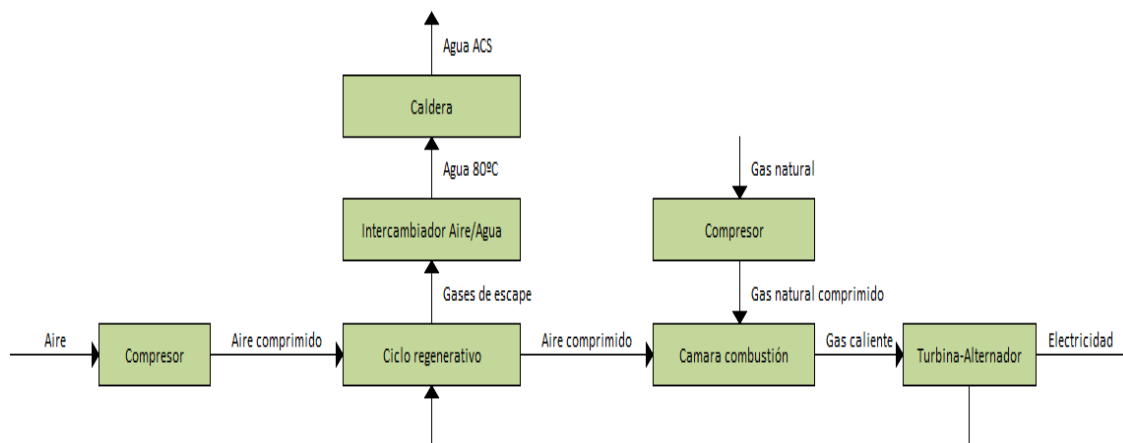 Agua ACS
Caldera
Agua 80ºC
Gas natural
Intercambiador Aire/Agua
Compresor
Gases de escape
Gas natural comprimido
Aire
Compresor
Aire comprimido
Ciclo regenerativo
Aire comprimido
Camara combustión
Gas caliente
Turbina-Alternador
Electricidad